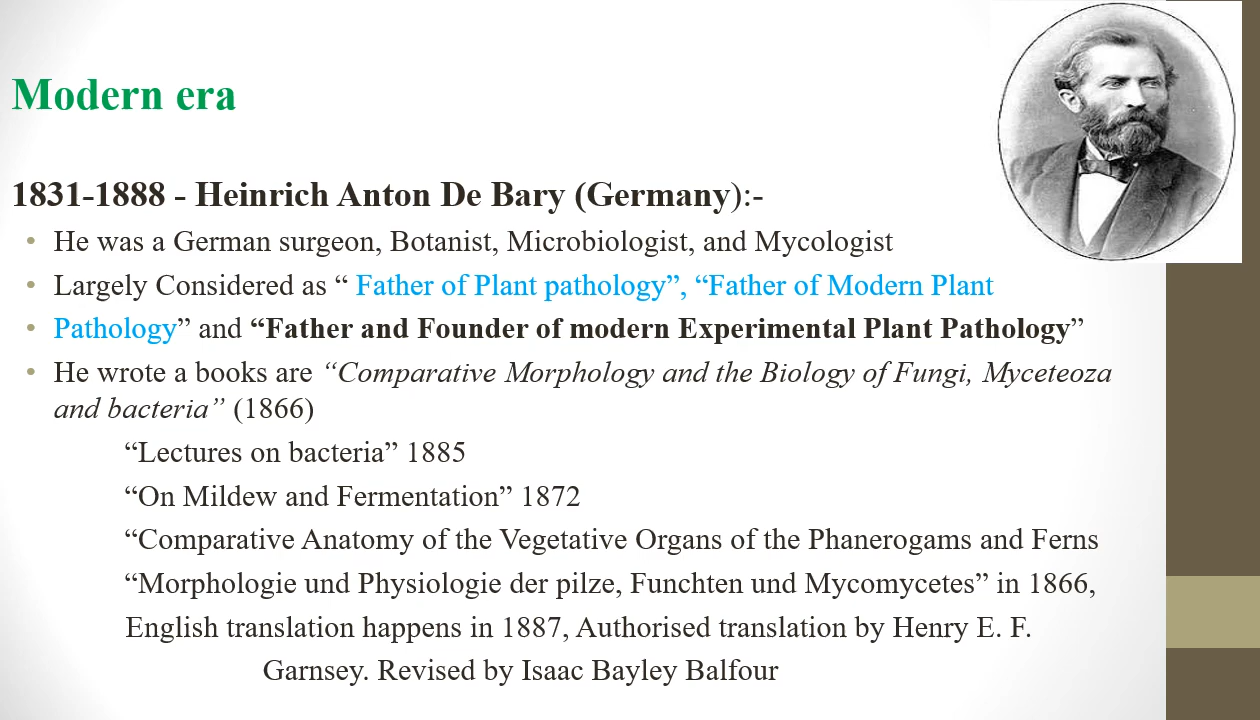 Modern era
1831-1888 - Heinrich Anton De Bary (Germany):-
• He was a German surgeon, Botanist, Microbiologist, and Mycologist
• Largely Considered as “ Father of Plant pathology”, “Father of Modern Plant
• Pathology” and “Father and Founder of modern Experimental Plant Pathology”
• He wrote a books are “Comparative Morphology and the Biology of Fungi, Myceteoza
and bacteria” (1866)
“Lectures on bacteria” 1885
“On Mildew and Fermentation” 1872
“Comparative Anatomy of the Vegetative Organs of the Phanerogams and Ferns
“Morphologie und Physiologie der pilze, Funchten und Mycomycetes” in 1866,
English translation happens in 1887, Authorised translation by Henry E. F.
Garnsey. Revised by Isaac Bayley Balfour